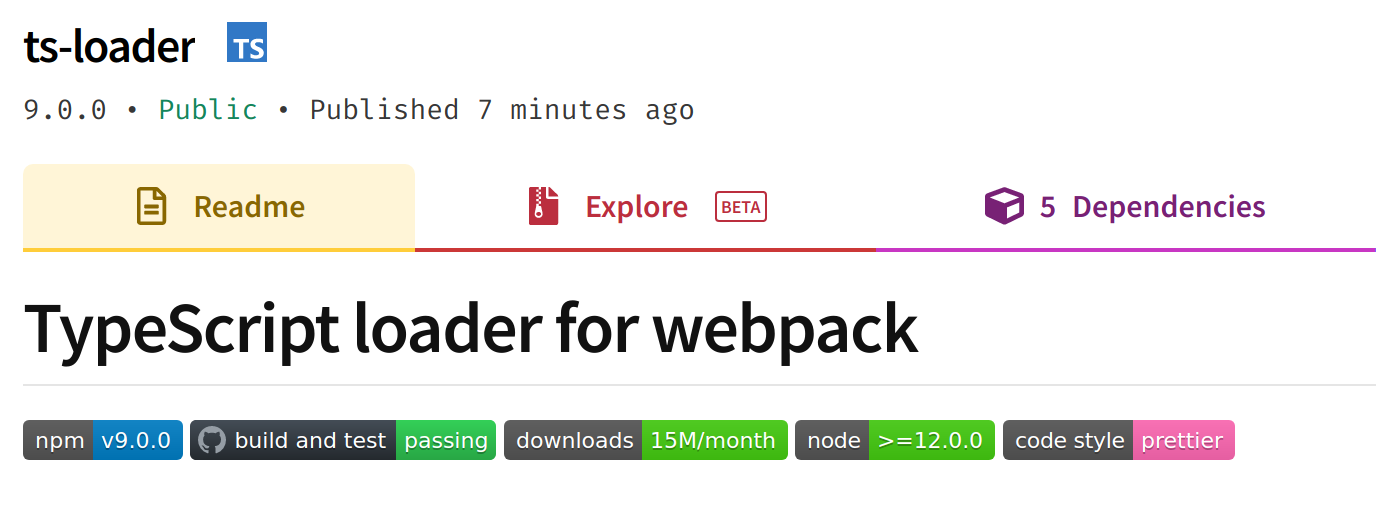 ts-loader TS
9.0.0 • Public • Published 7 minutes ago
Readme Explore BETA 5 Dependencies
TypeScript loader for webpack
npm v9.0.0 build and test passing downloads 15M/month node >=12.0.0 code style prettier